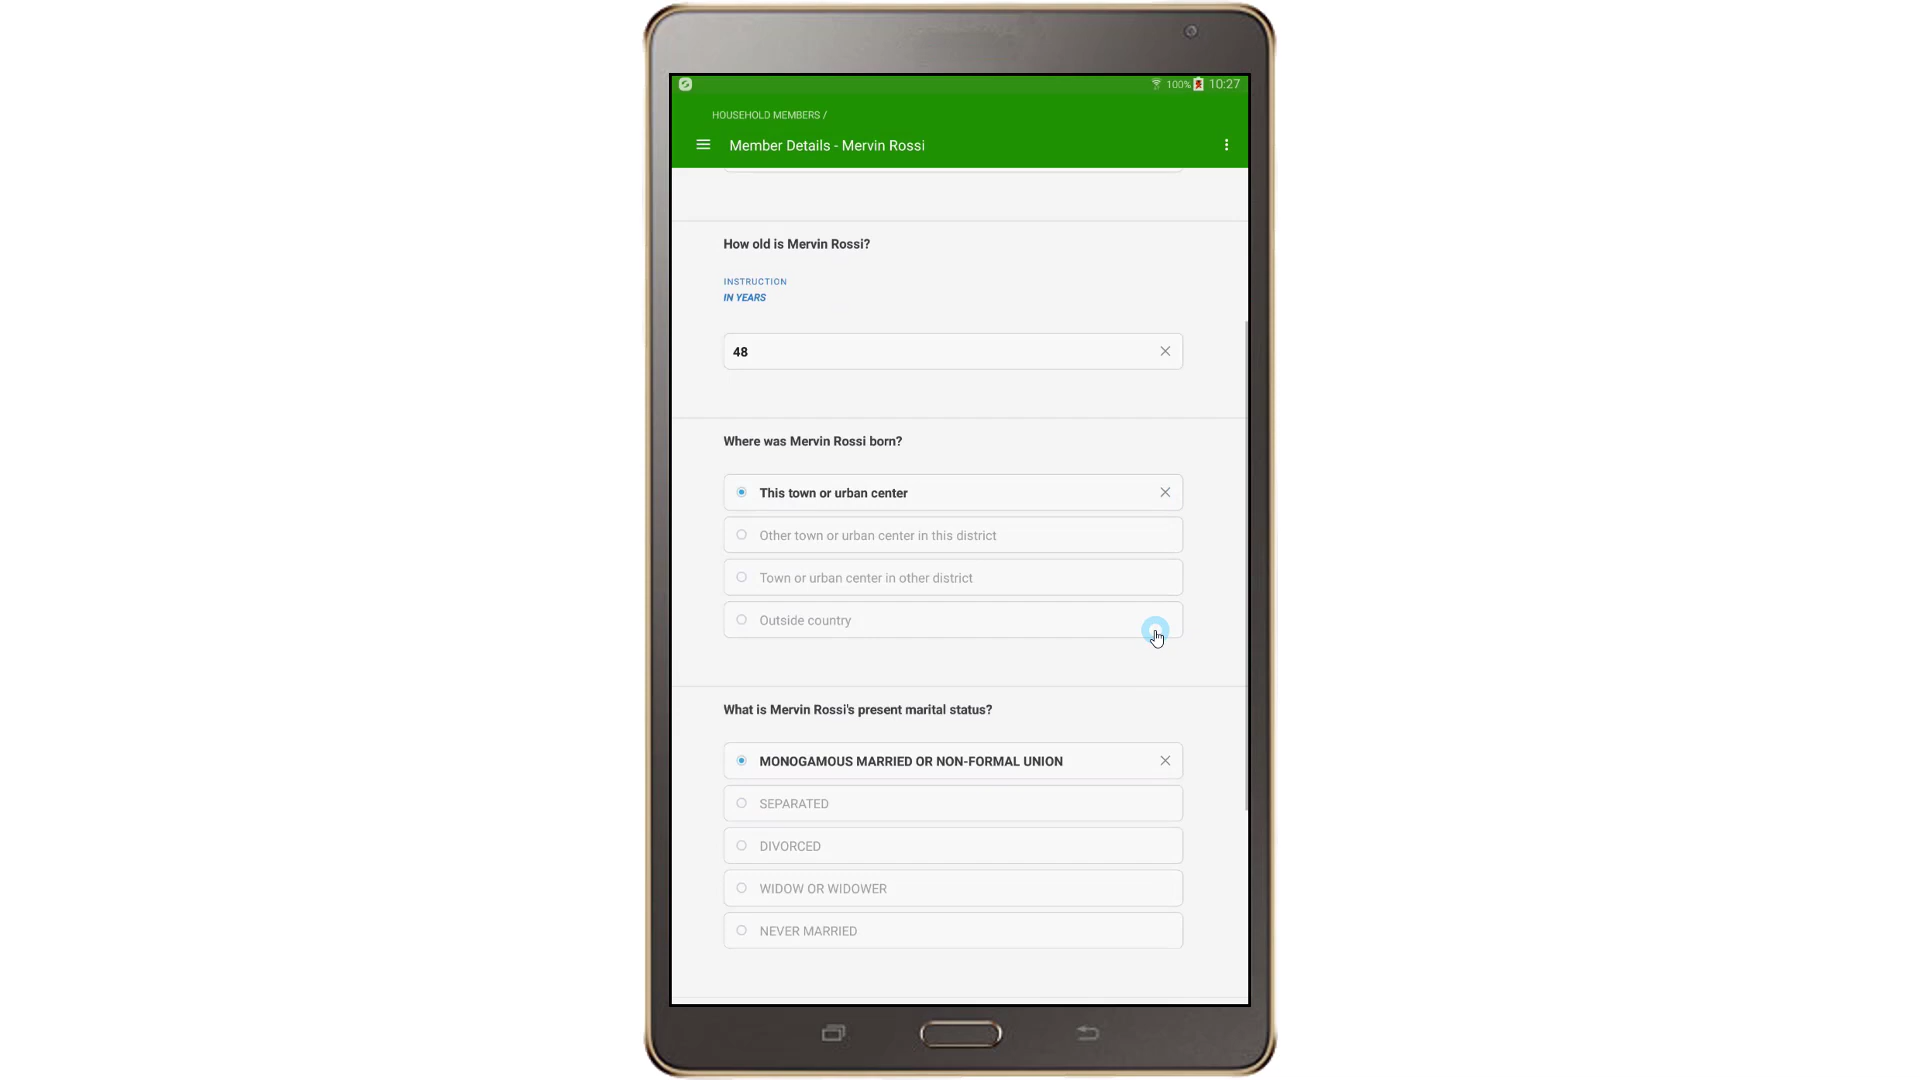 100% 10:27
HOUSEHOLD MEMBERS /
Member Details - Mervin Rossi
How old is Mervin Rossi?
INSTRUCTION
IN YEARS
48
Where was Mervin Rossi born?
This town or urban center
Other town or urban center in this district
Town or urban center in other district
Outside country
What is Mervin Rossi's present marital status?
MONOGAMOUS MARRIED OR NON-FORMAL UNION
SEPARATED
DIVORCED
WIDOW OR WIDOWER
NEVER MARRIED